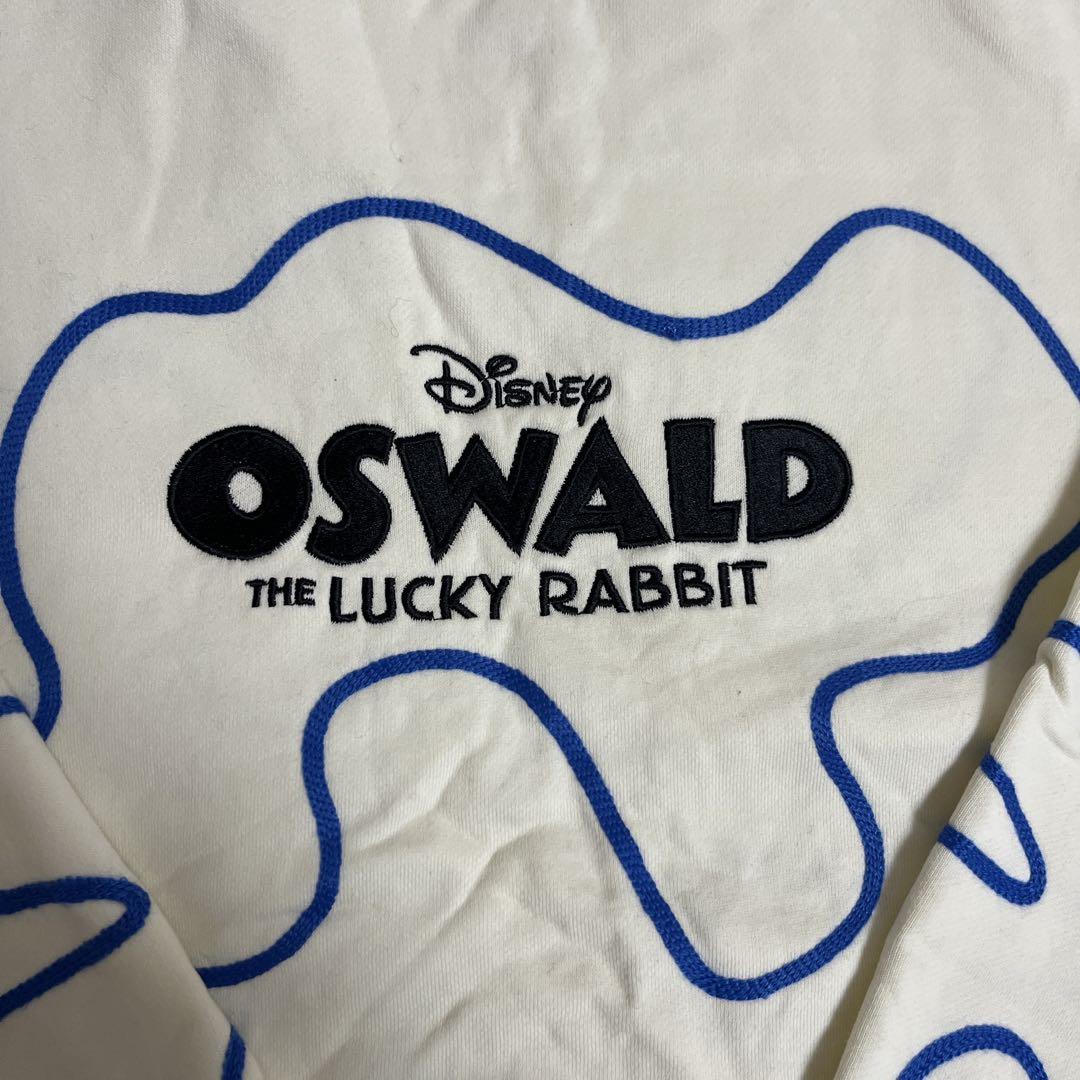 Disney
OSWALD
THE LUCKY RABBIT